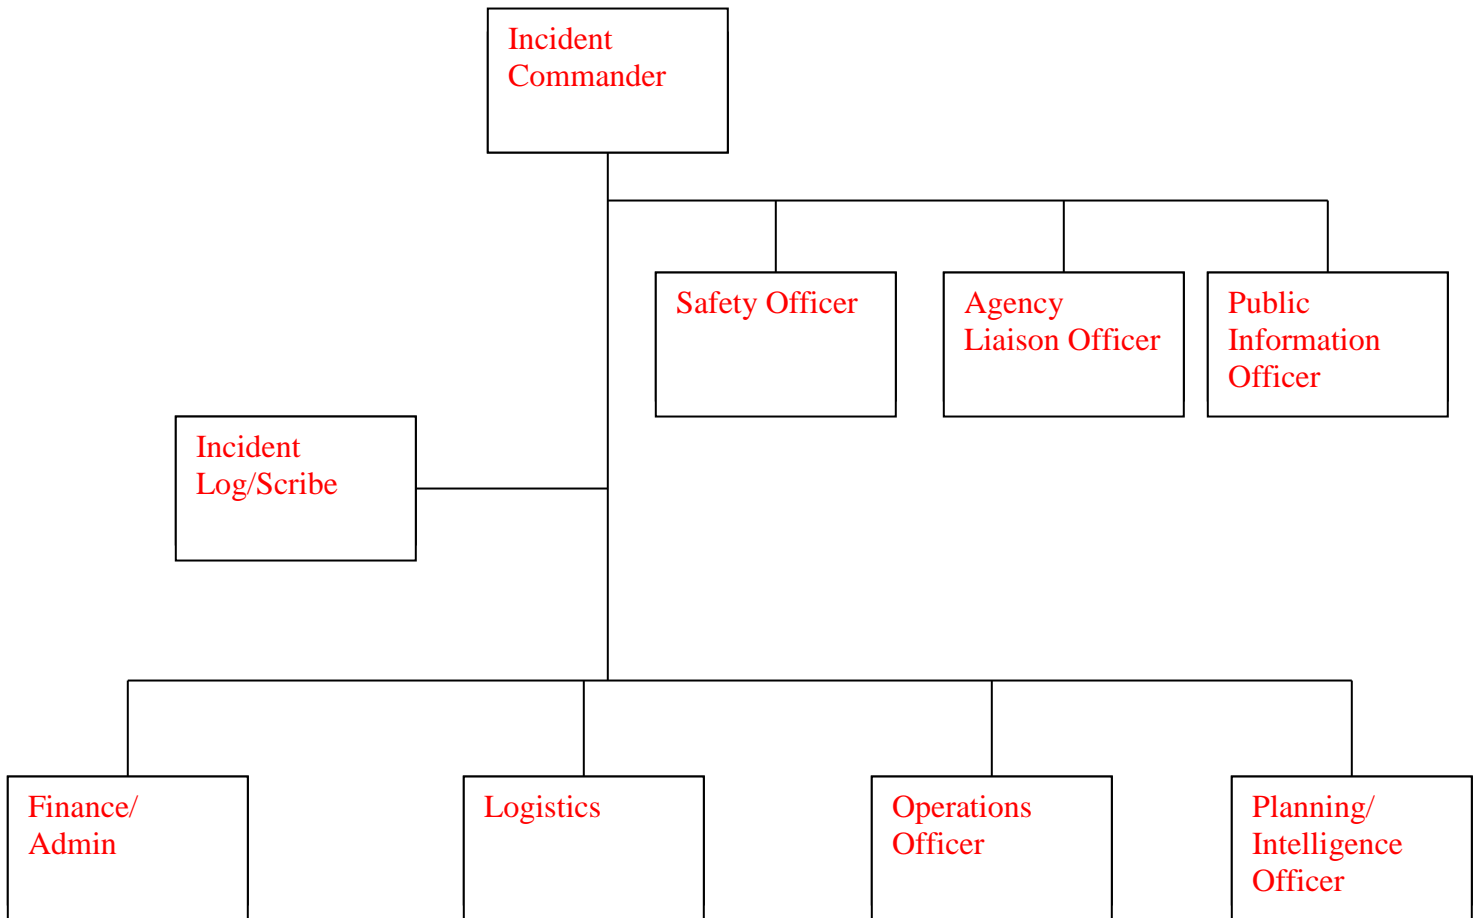 Incident
Commander
Safety Officer
Agency
Liaison Officer
Public
Information
Officer
Incident
Log/Scribe
Finance/
Admin
Logistics
Operations
Officer
Planning/
Intelligence
Officer